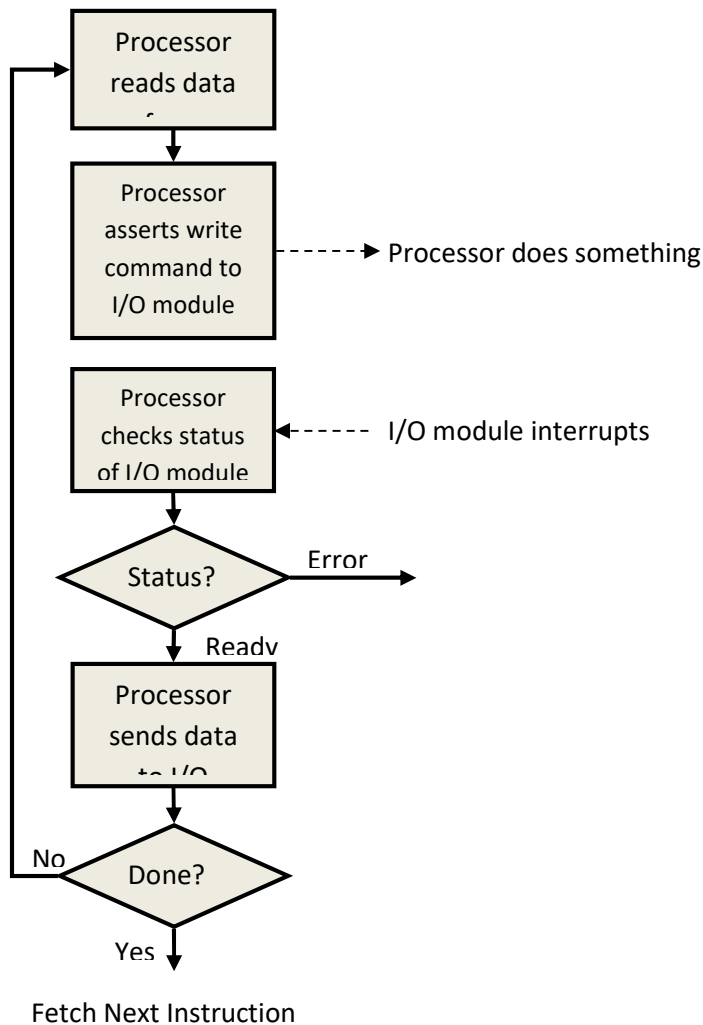 Processor
reads data
Processor
asserts write
command to
I/O module
Processor does something
Processor
checks status
of I/O module
I/O module interrupts
Status?
Error
Ready
Processor
sends data
to I/O
Done?
No
Yes
Fetch Next Instruction